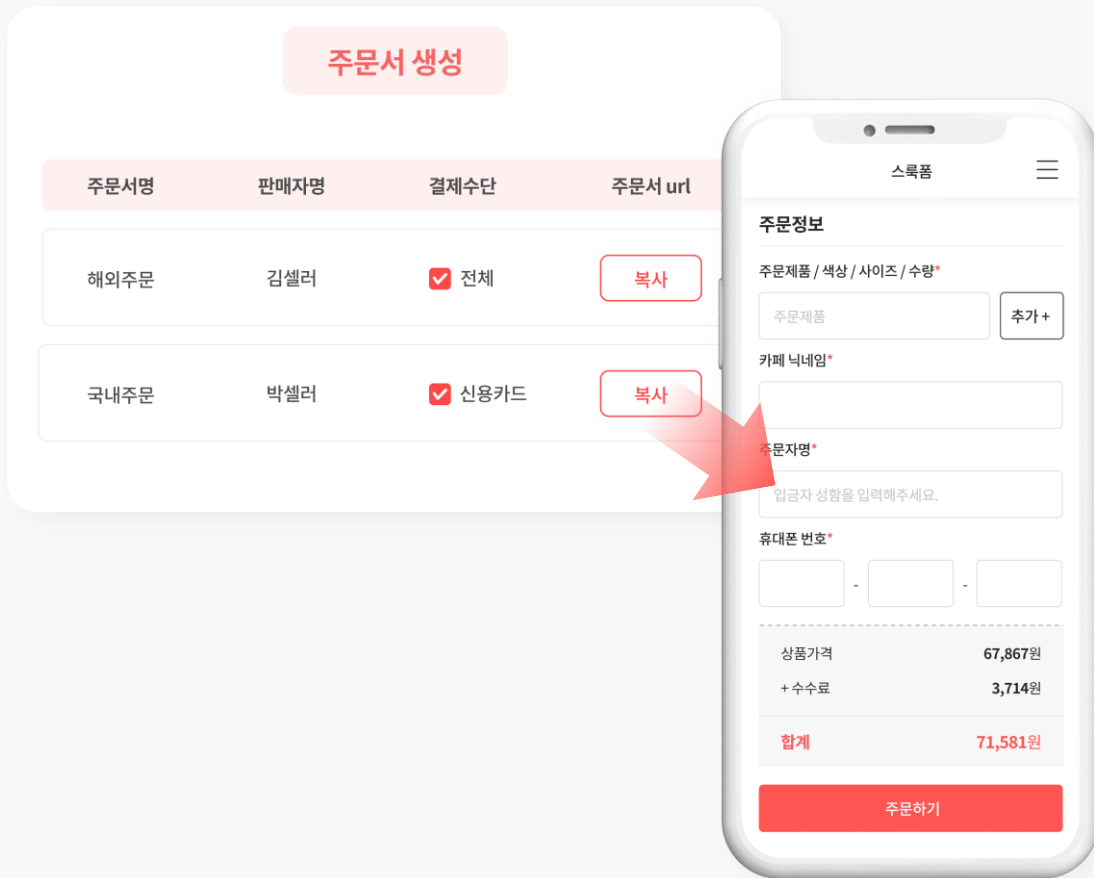 주문서 생성
주문서명 판매자명 결제수단 주문서 url
해외주문 김셀러 전체 복사
국내주문 박셀러 신용카드 복사
스룩폼
주문정보
주문제품 / 색상 / 사이즈 / 수량*
주문제품 추가 +
카페 닉네임*
주문자명*
입금자 성함을 입력해주세요.
휴대폰 번호*
- -
상품가격 67,867원
+ 수수료 3,714원
합계 71,581원
주문하기